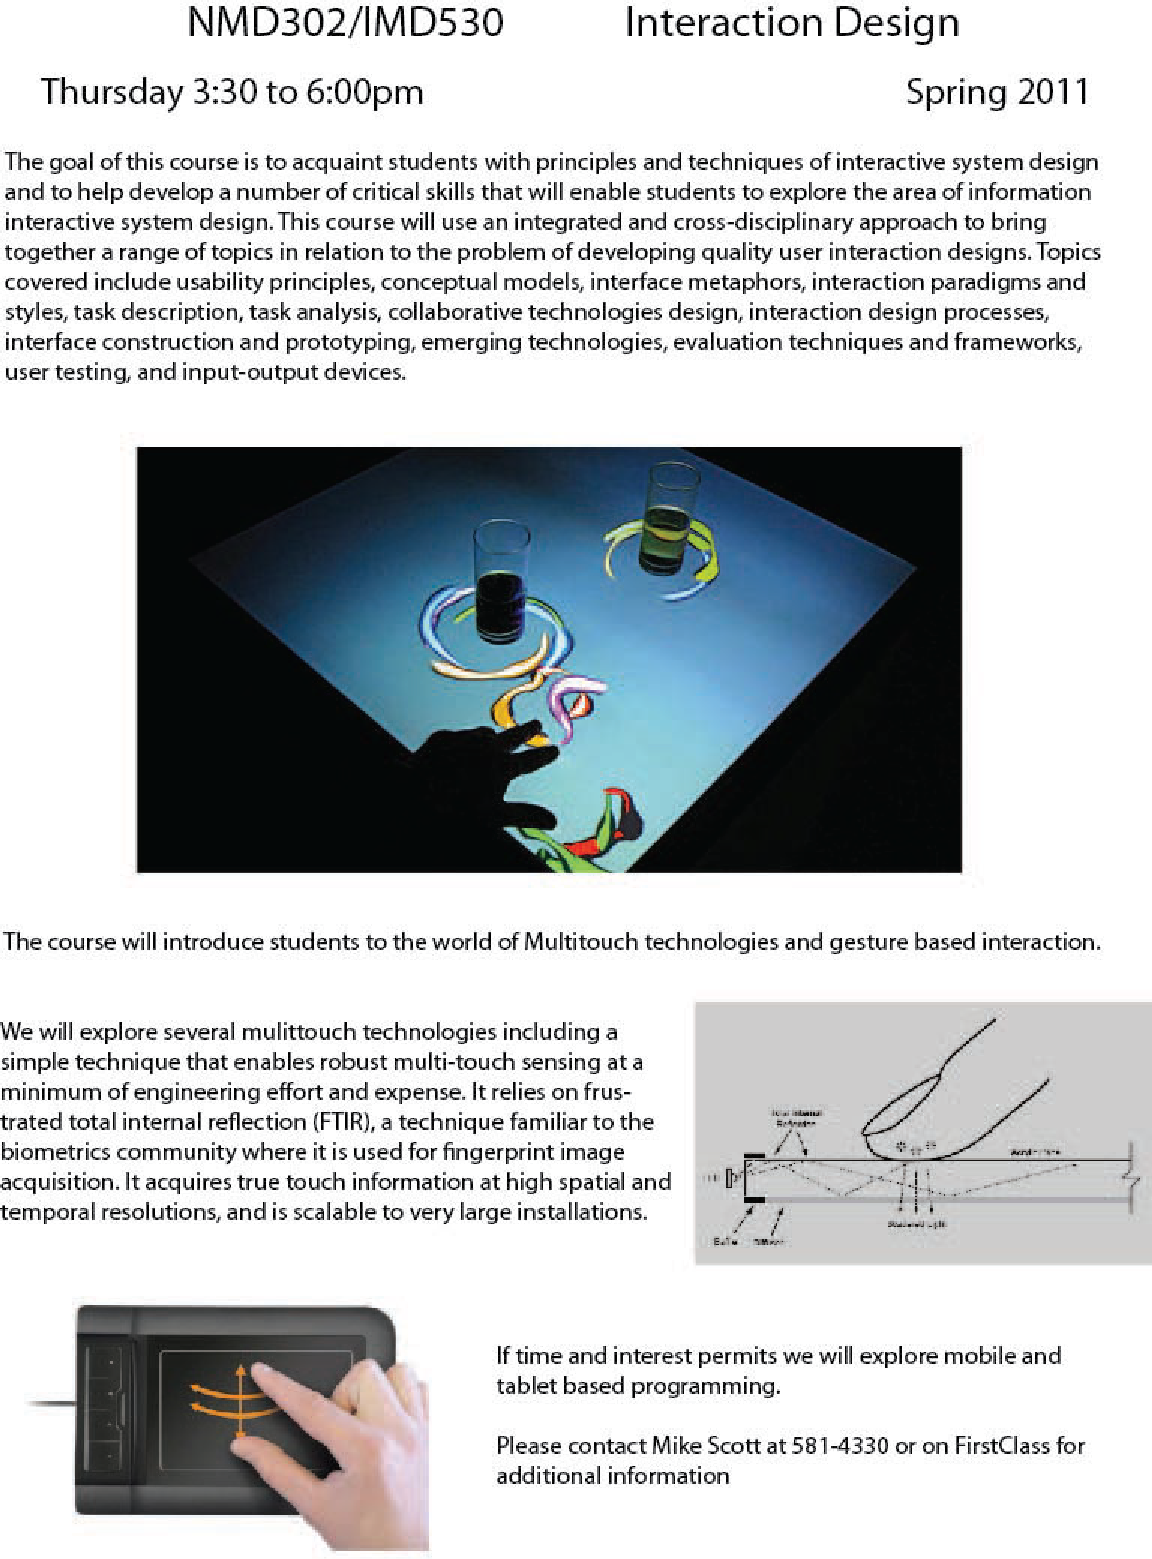 NMD302/IMD530 Interaction Design
Thursday 3:30 to 6:00pm Spring 2011
The goal of this course is to acquaint students with principles and techniques of interactive system design
and to help develop a number of critical skills that will enable students to explore the area of information
interactive system design. This course will use an integrated and cross-disciplinary approach to bring
together a range of topics in relation to the problem of developing quality user interaction designs. Topics
covered include usability principles, conceptual models, interface metaphors, interaction paradigms and
styles, task description, task analysis, collaborative technologies design, interaction design processes,
interface construction and prototyping, emerging technologies, evaluation techniques and frameworks,
user testing, and input-output devices.
The course will introduce students to the world of Multitouch technologies and gesture based interaction.
We will explore several mulittouch technologies including a
simple technique that enables robust multi-touch sensing at a
minimum of engineering effort and expense. It relies on frus-
trated total internal reflection (FTIR), a technique familiar to the
biometrics community where it is used for fingerprint image
acquisition. It acquires true touch information at high spatial and
temporal resolutions, and is scalable to very large installations.
Total Internal
Reflection
Scattered Light
Baffle
If time and interest permits we will explore mobile and
tablet based programming.
Please contact Mike Scott at 581-4330 or on FirstClass for
additional information